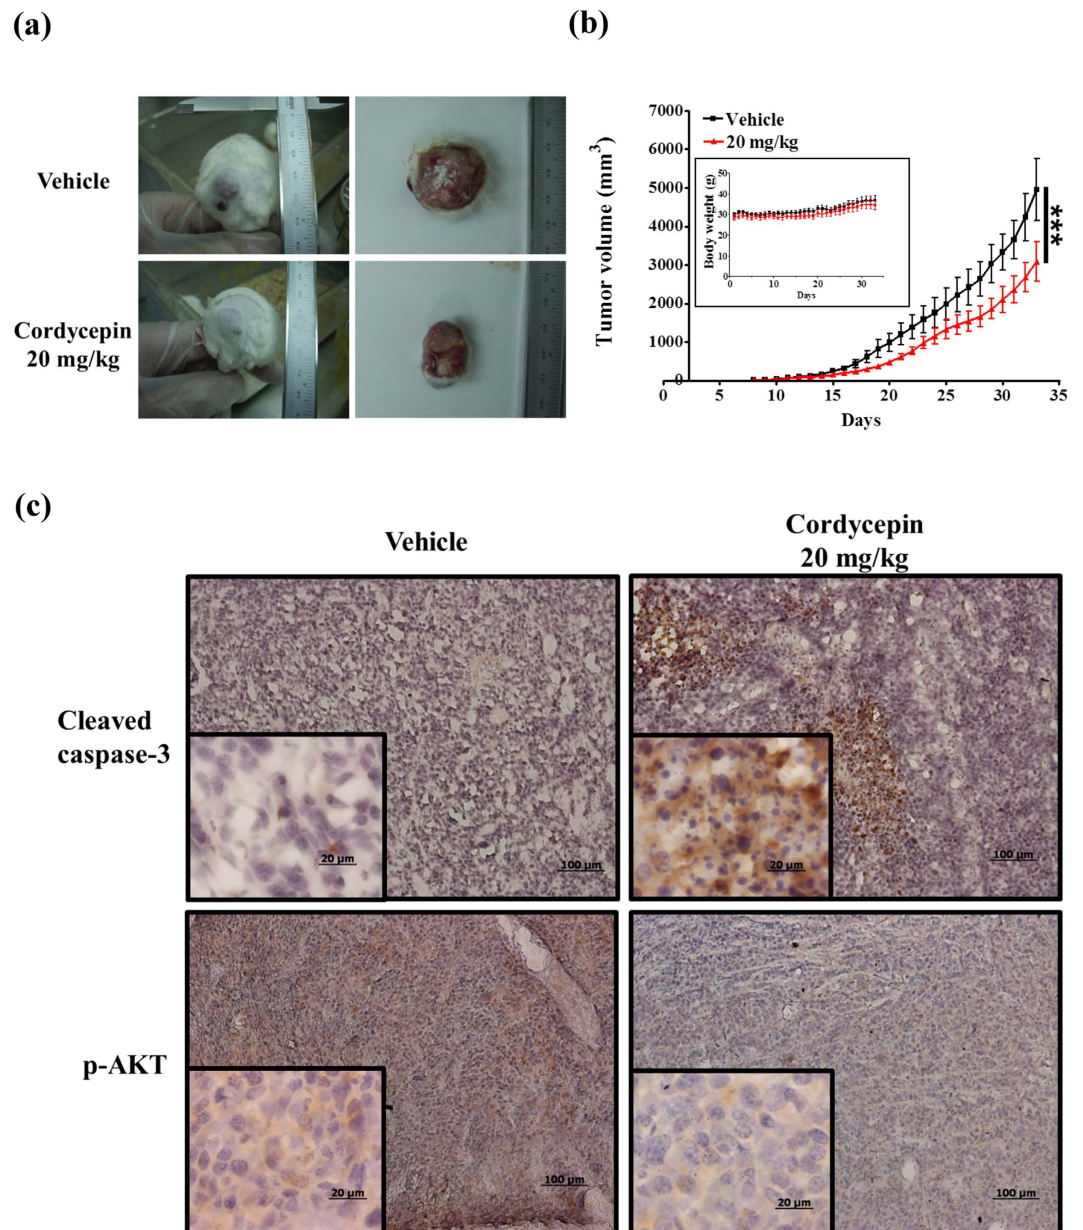 (a)
(b)
Vehicle
Cordycepin
20 mg/kg
Tumor volume (mm3)
7000
6000
5000
4000
3000
2000
1000
0
Vehicle
20 mg/kg
Body weight (g)
50
40
30
20
10
0
0
10
20
30
Days
***
0
5
10
15
20
25
30
35
Days
(c)
Vehicle
Cordycepin
20 mg/kg
Cleaved
caspase-3
20 µm
100 µm
20 µm
100 µm
p-AKT
20 µm
100 µm
20 µm
100 µm